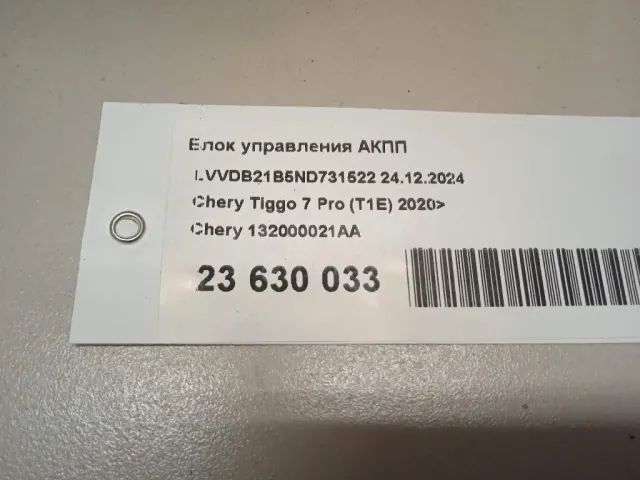 Блок управления АКПП
LVVDB21B5ND731522 24.12.2024
Chery Tiggo 7 Pro (T1E) 2020>
Chery 132000021AA
23 630 033